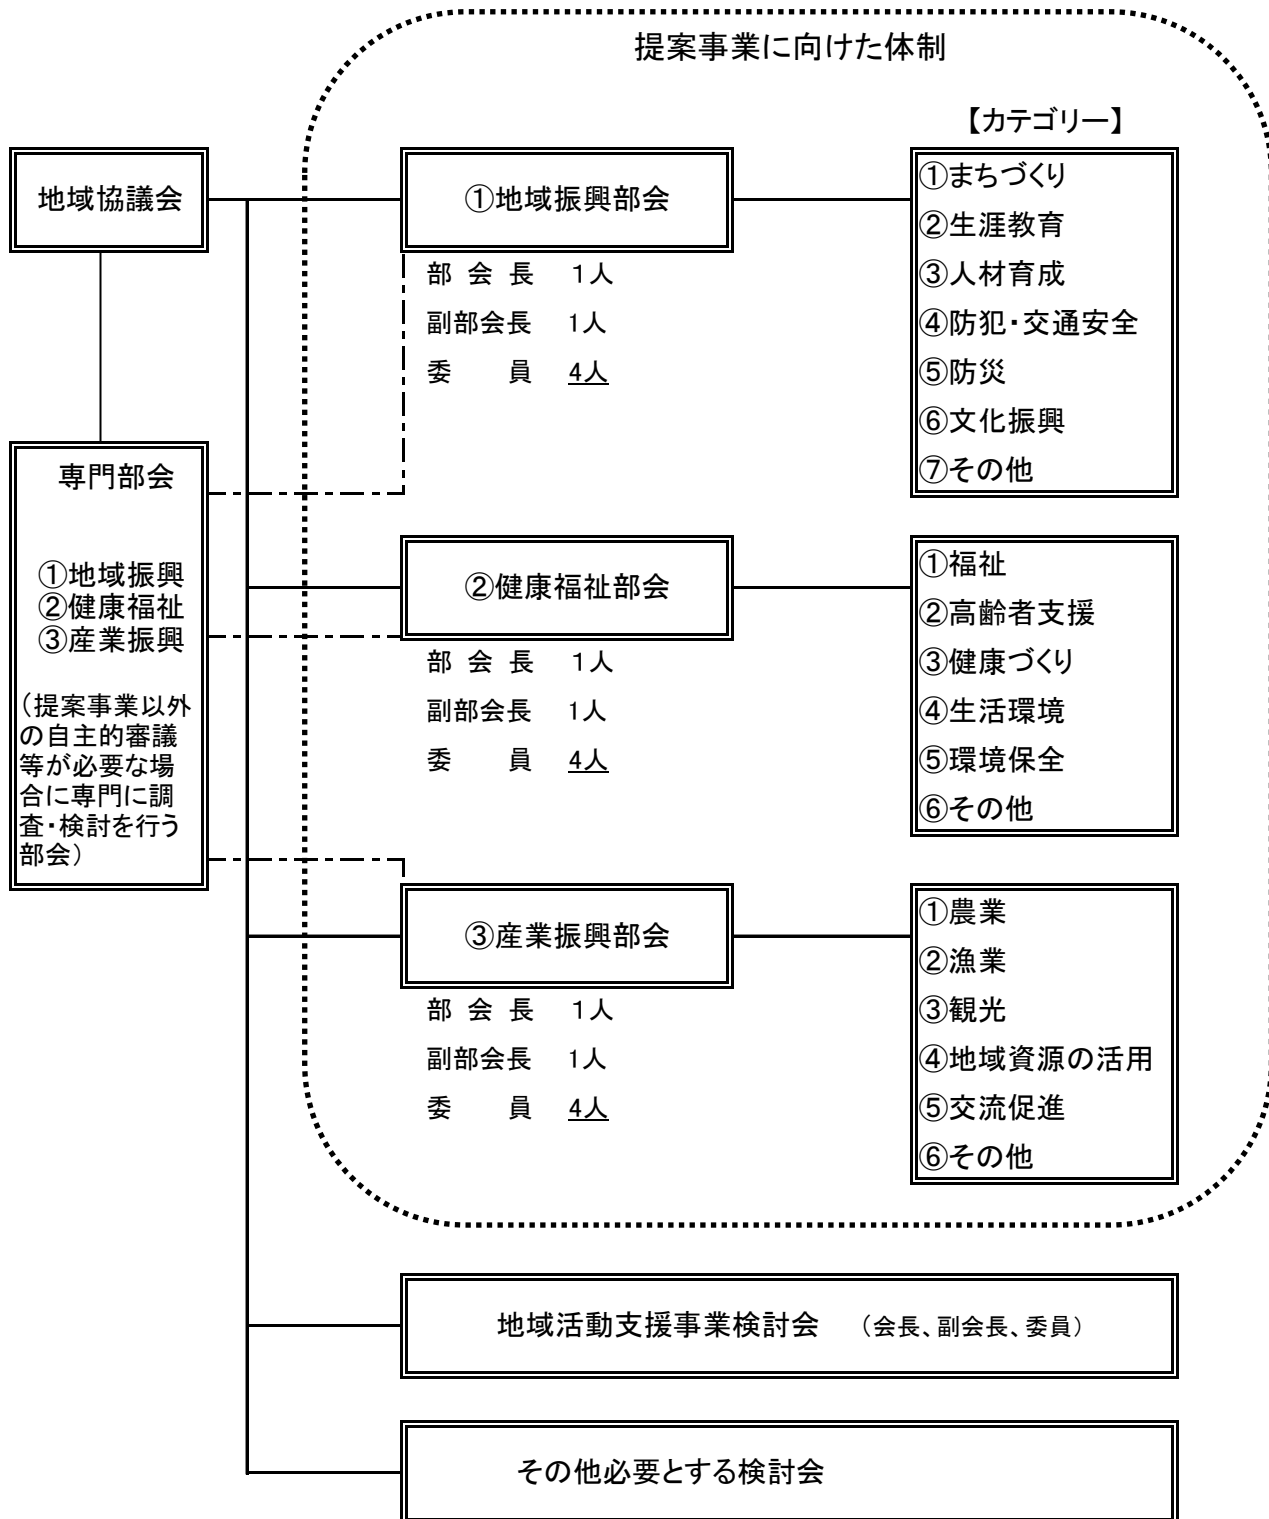 提案事業に向けた体制
【カテゴリー】
地域協議会
①地域振興部会
部 会 長 1人
副部会長 1人
委 員 4人
①まちづくり
②生涯教育
③人材育成
④防犯・交通安全
⑤防災
⑥文化振興
⑦その他
専門部会
①地域振興
②健康福祉
③産業振興
(提案事業以外
の自主的審議
等が必要な場
合に専門に調
査・検討を行う
部会)
②健康福祉部会
部 会 長 1人
副部会長 1人
委 員 4人
①福祉
②高齢者支援
③健康づくり
④生活環境
⑤環境保全
⑥その他
③産業振興部会
部 会 長 1人
副部会長 1人
委 員 4人
①農業
②漁業
③観光
④地域資源の活用
⑤交流促進
⑥その他
地域活動支援事業検討会 (会長、副会長、委員)
その他必要とする検討会